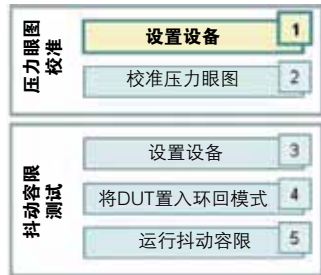 压力眼图
校准
设置设备
1
校准压力眼图
2
抖动容限
测试
设置设备
3
将DUT置入环回模式
4
运行抖动容限
5